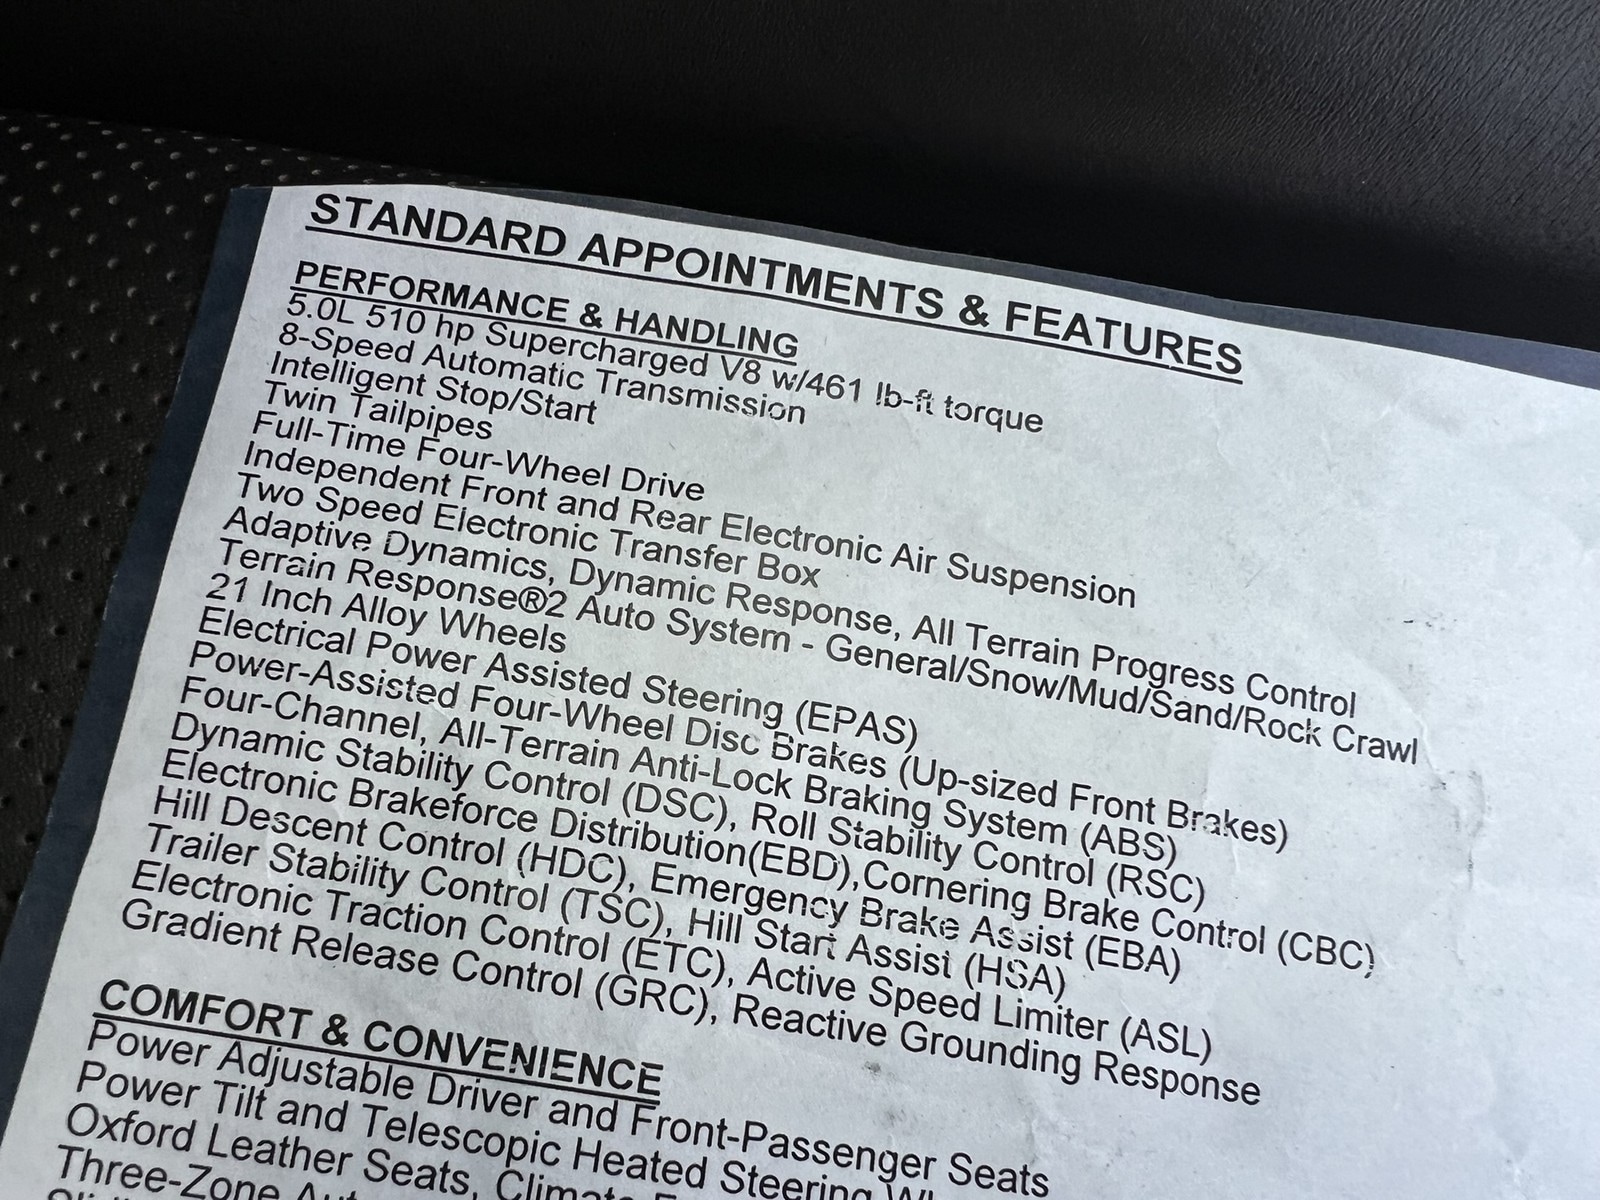 STANDARD APPOINTMENTS & FEATURES
PERFORMANCE & HANDLING
5.0L 510 hp Supercharged V8 w/461 lb-ft torque
8-Speed Automatic Transmission
Intelligent Stop/Start
Twin Tailpipes
Full-Time Four-Wheel Drive
Independent Front and Rear Electronic Air Suspension
Two Speed Electronic Transfer Box
Adaptive Dynamics, Dynamic Response, All Terrain Progress Control
Terrain Response®2 Auto System - General/Snow/Mud/Sand/Rock Crawl
21 Inch Alloy Wheels
Electrical Power Assisted Steering (EPAS)
Power-Assisted Four-Wheel Disc Brakes (Up-sized Front Brakes)
Four-Channel, All-Terrain Anti-Lock Braking System (ABS)
Dynamic Stability Control (DSC), Roll Stability Control (RSC)
Electronic Brakeforce Distribution(EBD),Cornering Brake Control (CBC)
Hill Descent Control (HDC), Emergency Brake Assist (EBA)
Trailer Stability Control (TSC), Hill Start Assist (HSA)
Electronic Traction Control (ETC), Active Speed Limiter (ASL)
Gradient Release Control (GRC), Reactive Grounding Response
COMFORT & CONVENIENCE
Power Adjustable Driver and Front-Passenger Seats
Power Tilt and Telescopic Heated Steering
Oxford Leather Seats,
Three-Zone